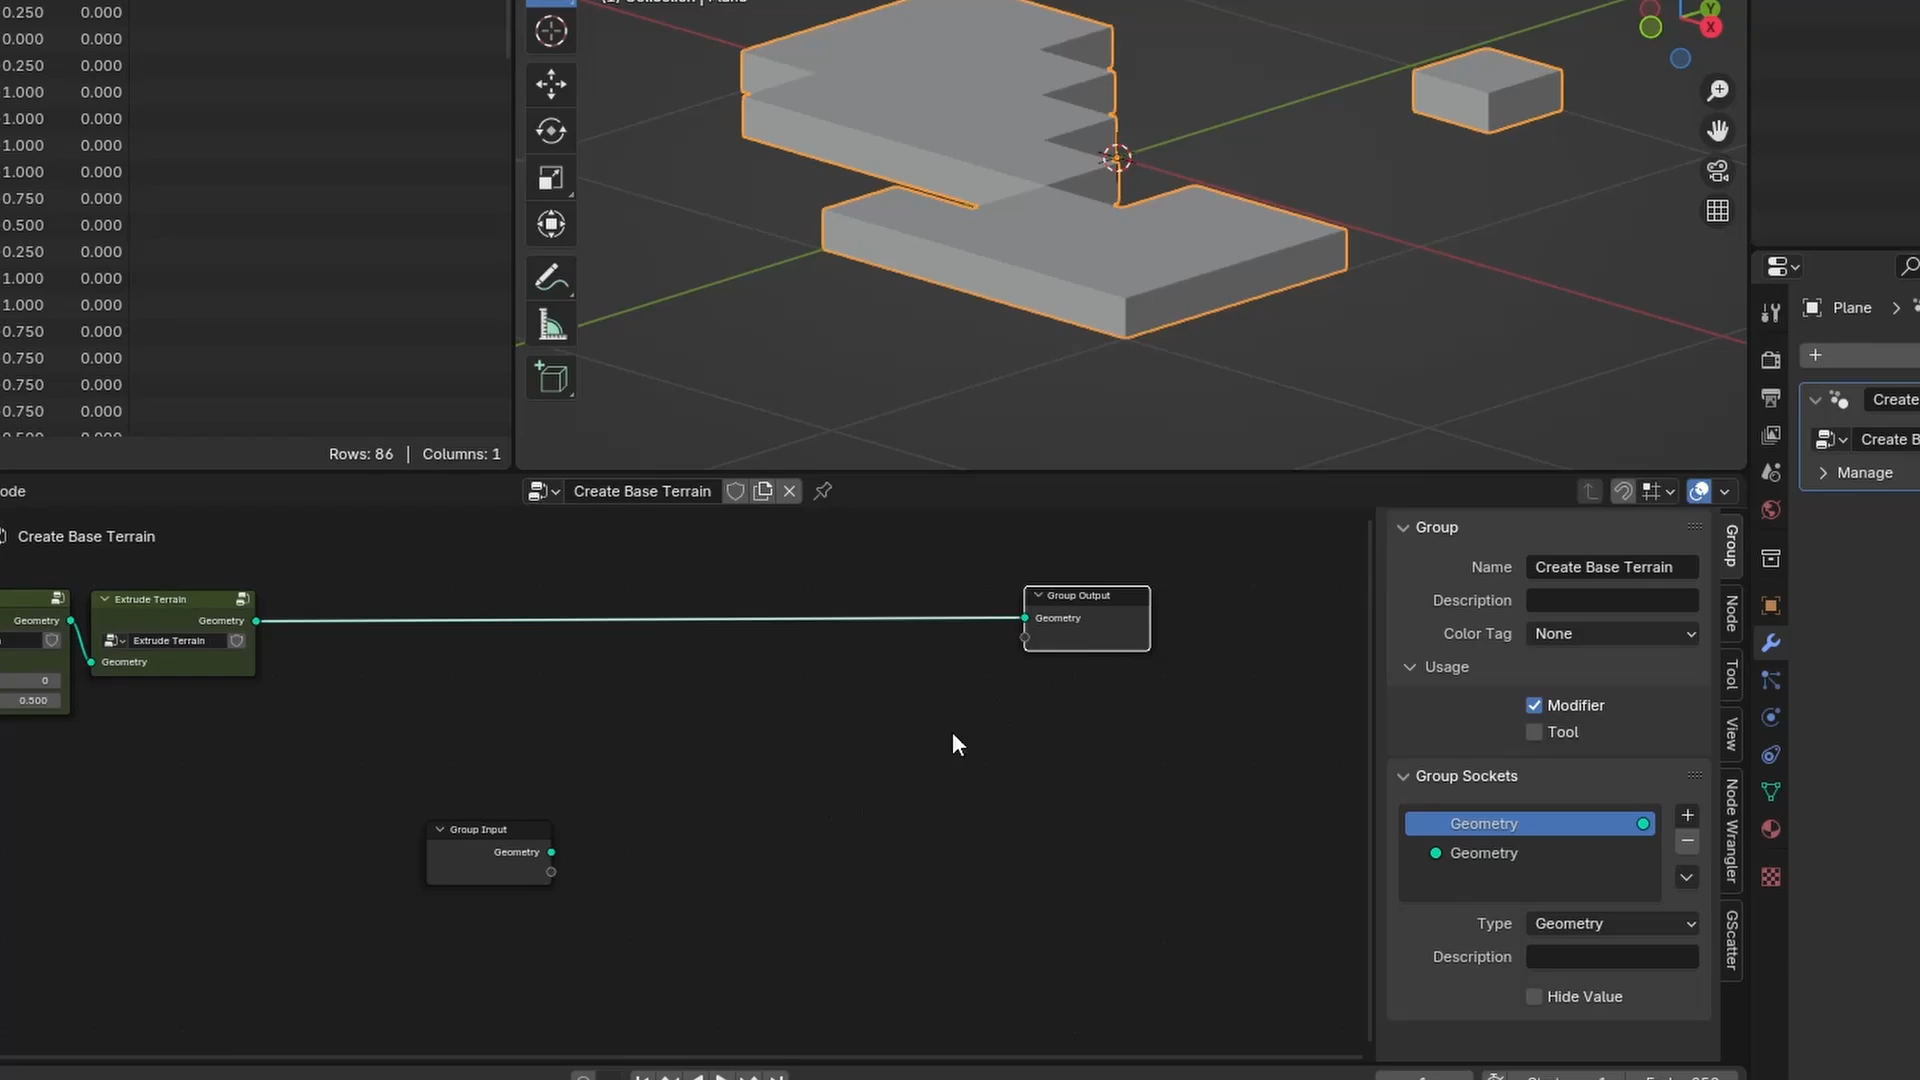 0.250 0.000
0.000 0.000
0.250 0.000
1.000 0.000
1.000 0.000
1.000 0.000
1.000 0.000
0.750 0.000
0.500 0.000
0.250 0.000
1.000 0.000
1.000 0.000
0.750 0.000
0.750 0.000
0.750 0.000
0.750 0.000
Rows: 86 | Columns: 1
Y
X
Plane
Create
Create B
Manage
ode
Create Base Terrain
Create Base Terrain
Geometry
0
0.500
Extrude Terrain
Geometry
Extrude Terrain
Geometry
Group Output
Geometry
Group Input
Geometry
Group
Name Create Base Terrain
Description
Color Tag None
Usage
Modifier
Tool
Group Sockets
Geometry
Geometry
Type Geometry
Description
Hide Value
Group
Node
Tool
View
Node Wrangler
GScatter